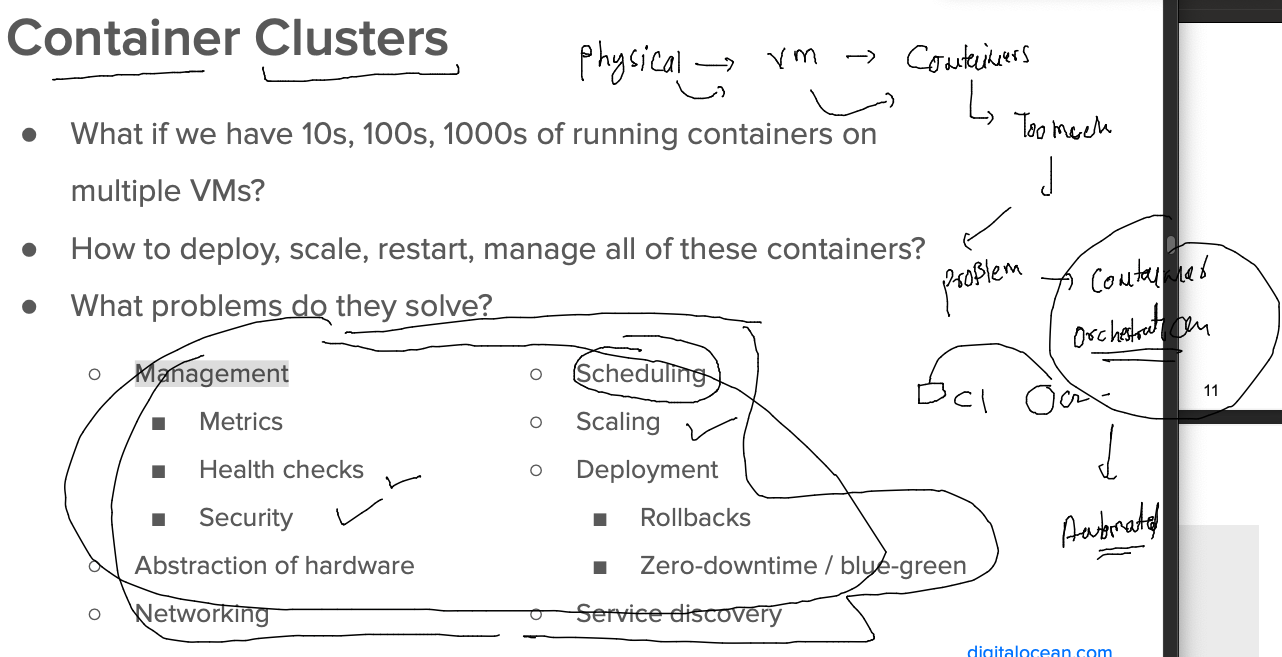 Container Clusters
Physical → VM → Containers
Too much
● What if we have 10s, 100s, 1000s of running containers on
multiple VMs?
● How to deploy, scale, restart, manage all of these containers?
Problem → Container
Orchestration
● What problems do they solve?
○ Management
■ Metrics
■ Health checks
■ Security
○ Abstraction of hardware
○ Networking
○ Scheduling
○ Scaling
○ Deployment
■ Rollbacks
■ Zero-downtime / blue-green
○ Service discovery
C1
C2
11
Automated
digitalocean.com